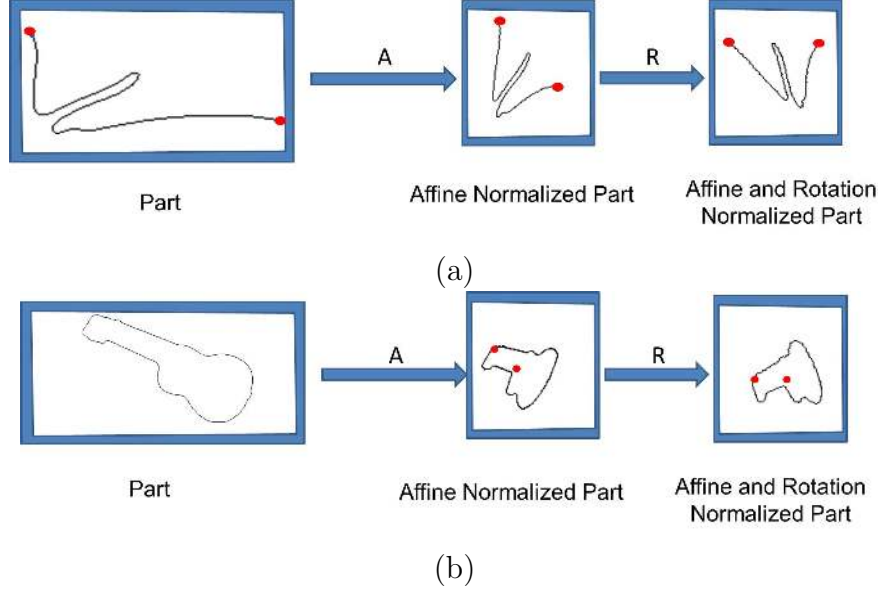 A
R
Part
Affine Normalized Part
Affine and Rotation
Normalized Part
(a)
A
R
Part
Affine Normalized Part
Affine and Rotation
Normalized Part
(b)